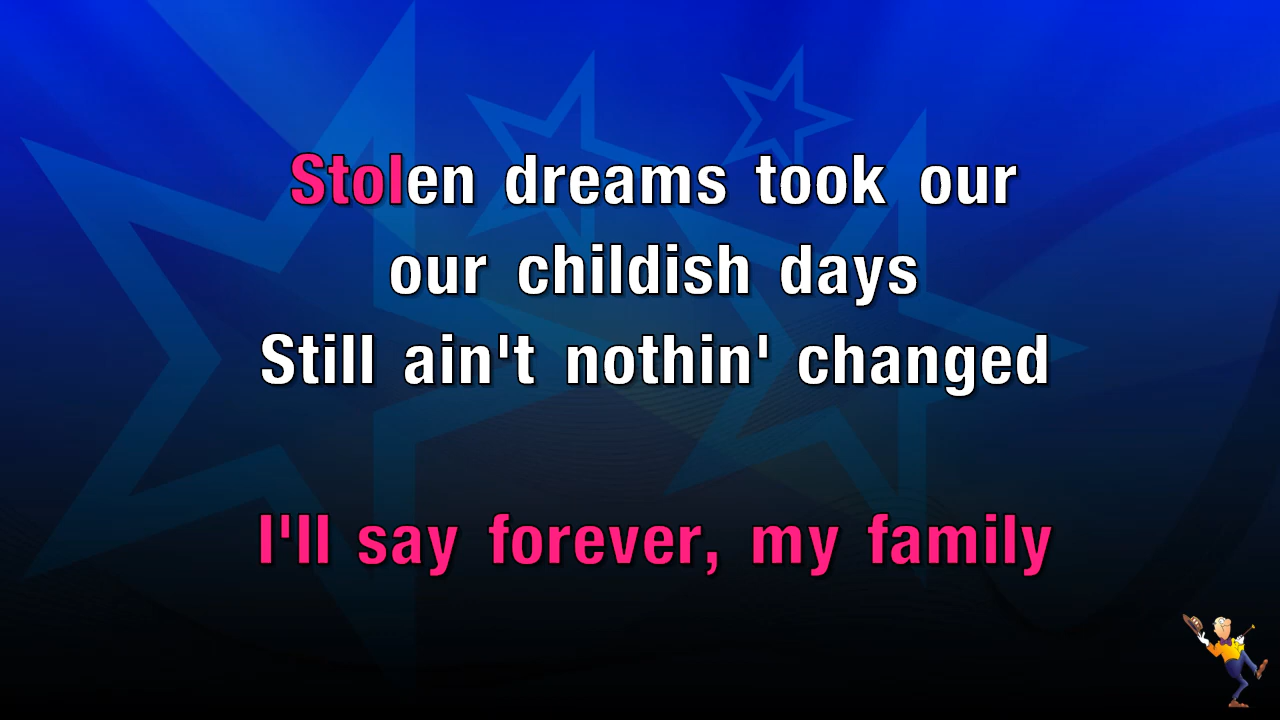 Stolen dreams took our
our childish days
Still ain't nothin' changed
I'll say forever, my family